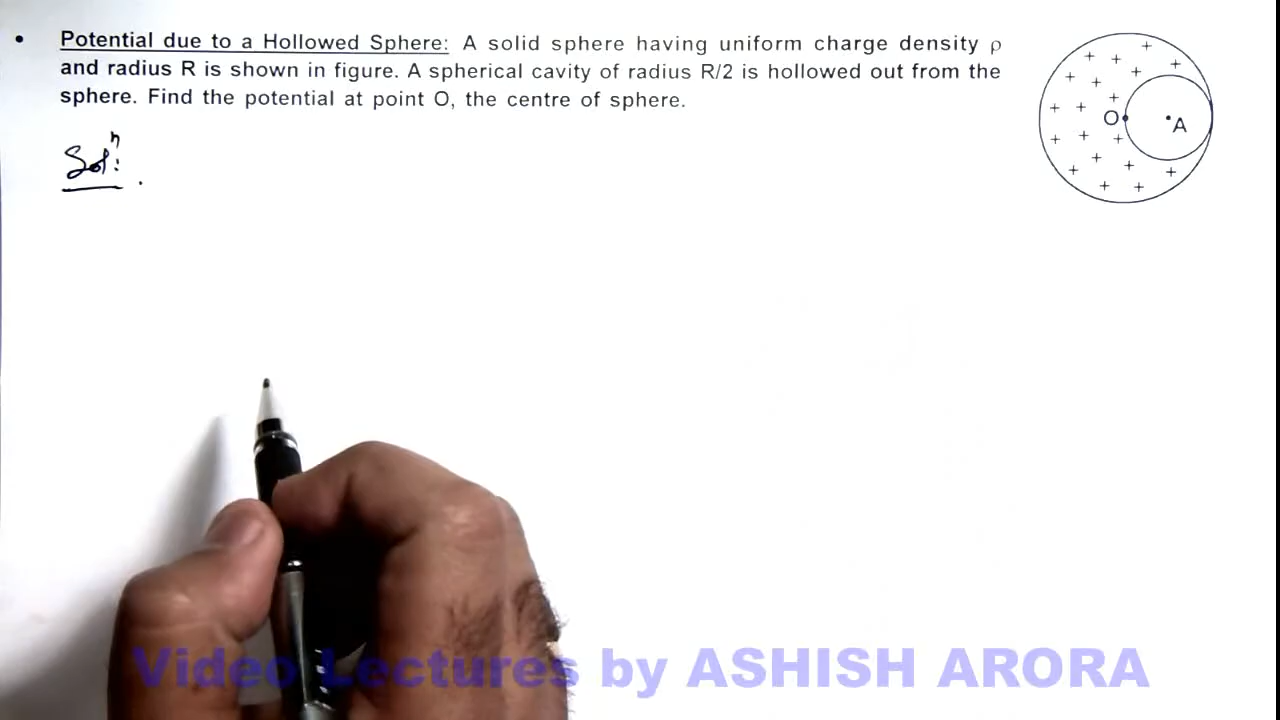 • Potential due to a Hollowed Sphere: A solid sphere having uniform charge density ρ
and radius R is shown in figure. A spherical cavity of radius R/2 is hollowed out from the
sphere. Find the potential at point O, the centre of sphere.
O
A
Solⁿ:
Video Lectures by ASHISH ARORA